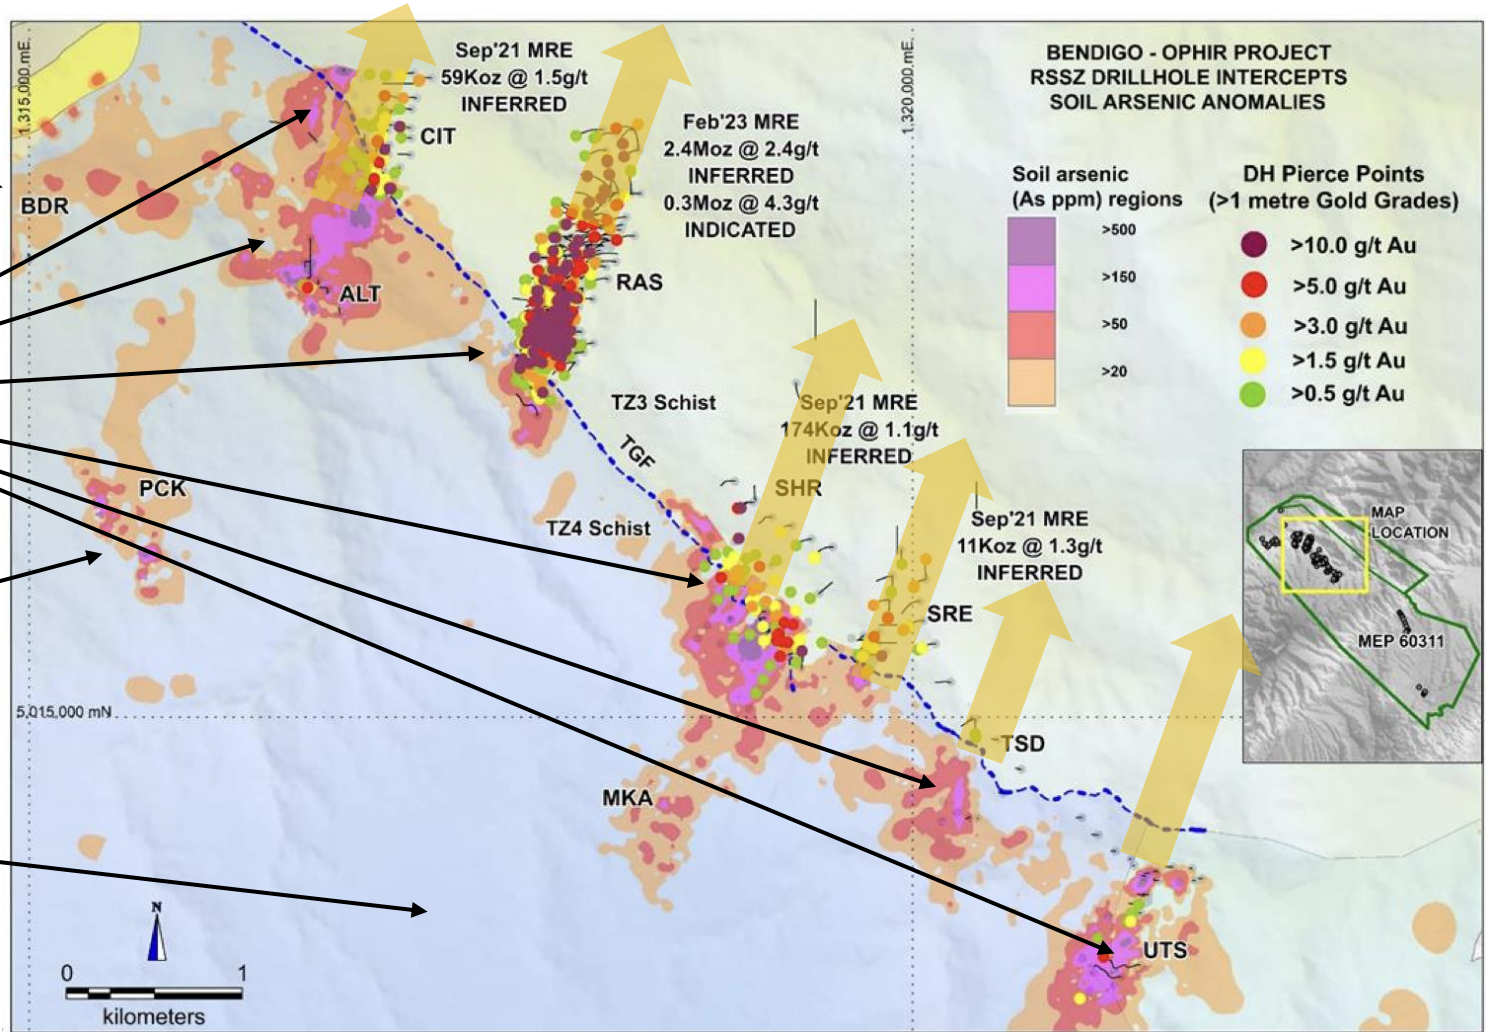 BENDIGO - OPHIR PROJECT
RSSZ DRILLHOLE INTERCEPTS
SOIL ARSENIC ANOMALIES
1,315,000 mE
1,320,000 mE
5,015,000 mN
Sep'21 MRE
59Koz @ 1.5g/t
INFERRED
CIT
Feb'23 MRE
2.4Moz @ 2.4g/t
INFERRED
0.3Moz @ 4.3g/t
INDICATED
RAS
BDR
ALT
TZ3 Schist
TGF
TZ4 Schist
PCK
Sep'21 MRE
174Koz @ 1.1g/t
INFERRED
SHR
Sep'21 MRE
11Koz @ 1.3g/t
INFERRED
SRE
TSD
MKA
UTS
Soil arsenic
(As ppm) regions
>500
>150
>50
>20
DH Pierce Points
(>1 metre Gold Grades)
>10.0 g/t Au
>5.0 g/t Au
>3.0 g/t Au
>1.5 g/t Au
>0.5 g/t Au
MAP
LOCATION
MEP 60311
N
0 1
kilometers